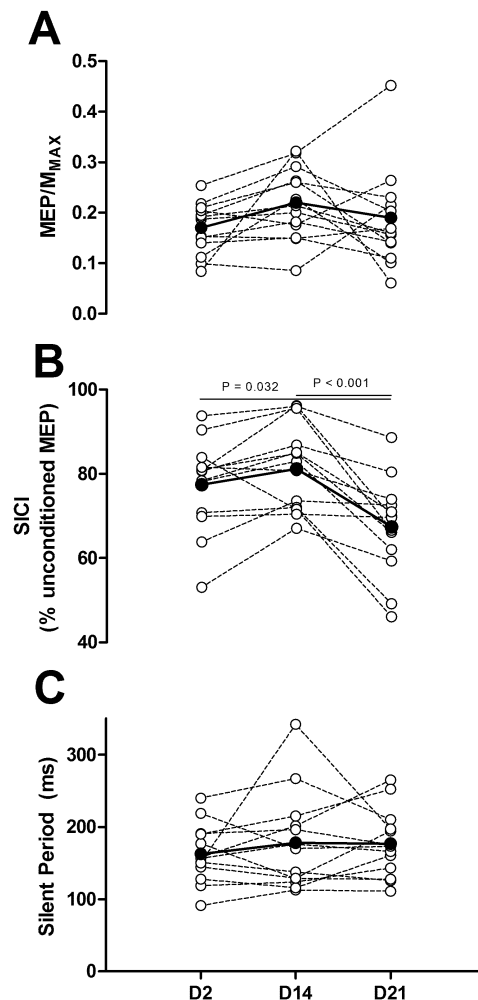 A
0.5
0.4
0.3
0.2
0.1
0.0
MEP/MMAX
B
P = 0.032
P < 0.001
100
80
60
40
SICI
(% unconditioned MEP)
C
300
200
100
0
Silent Period (ms)
D2 D14 D21